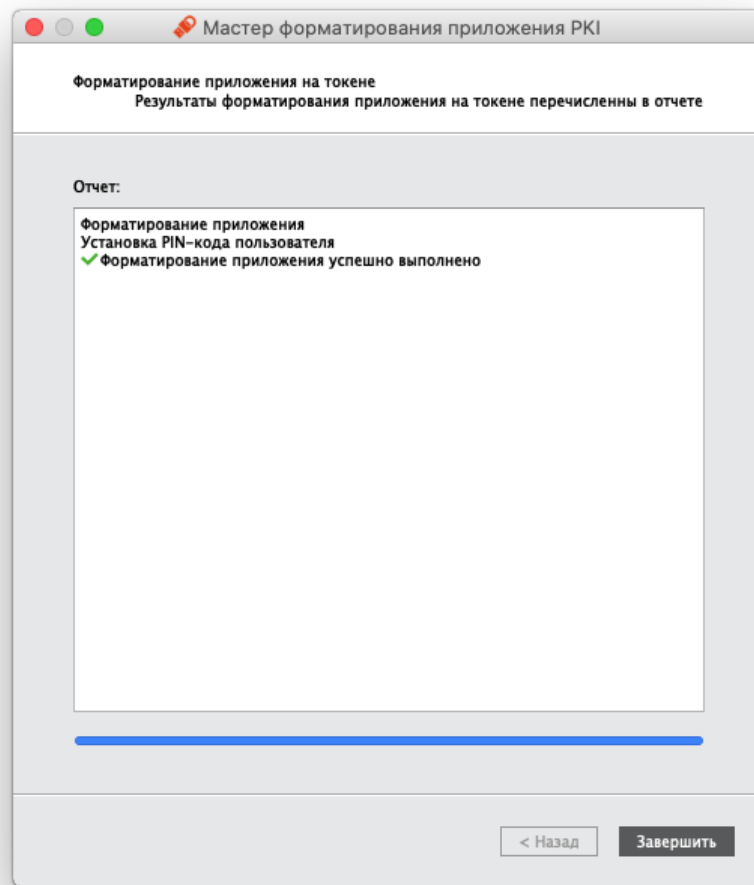 Мастер форматирования приложения PKI
Форматирование приложения на токене
Результаты форматирования приложения на токене перечисленны в отчете
Отчет:
Форматирование приложения
Установка PIN-кода пользователя
Форматирование приложения успешно выполнено
< Назад
Завершить